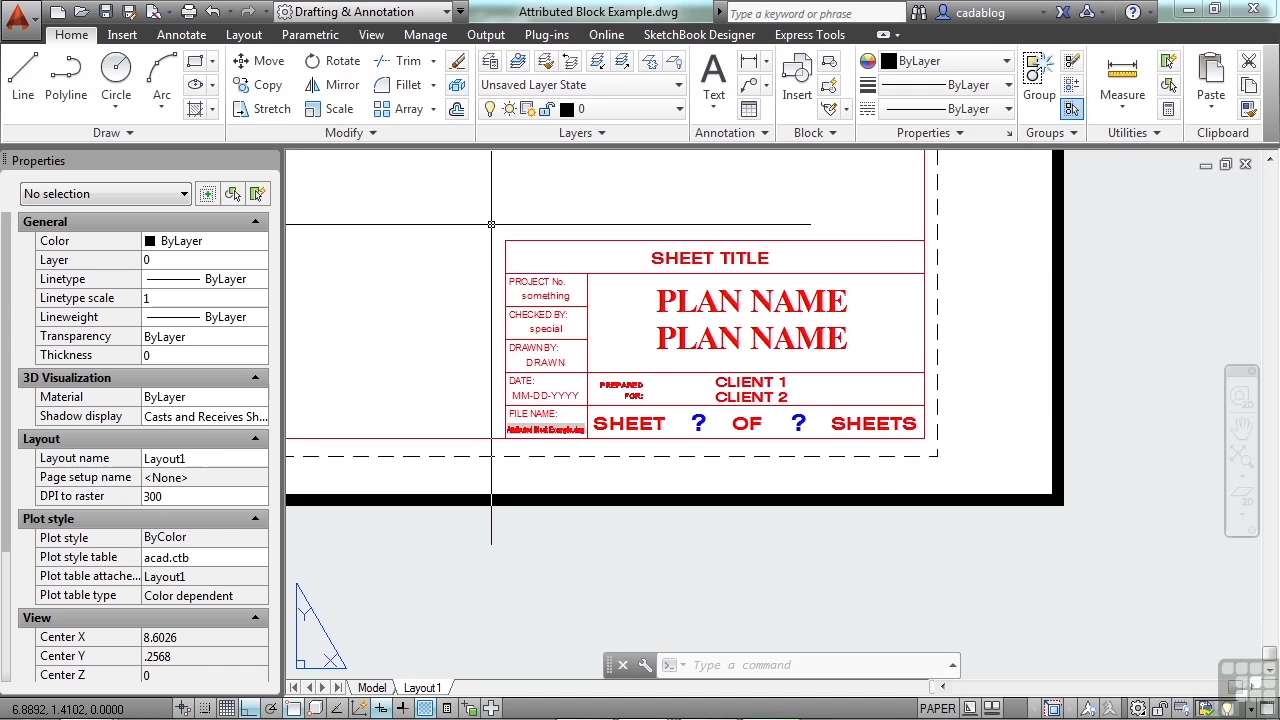 Drafting & Annotation
Attributed Block Example.dwg
Type a keyword or phrase
cadablog
Home Insert Annotate Layout Parametric View Manage Output Plug-ins Online SketchBook Designer Express Tools
Line Polyline Circle Arc
Move Rotate Trim
Copy Mirror Fillet
Stretch Scale Array
Unsaved Layer State
0
Text
Insert
ByLayer
ByLayer
ByLayer
Group
Measure
Paste
Draw Modify Layers Annotation Block Properties Groups Utilities Clipboard
Properties
No selection
General
Color ByLayer
Layer 0
Linetype ByLayer
Linetype scale 1
Lineweight ByLayer
Transparency ByLayer
Thickness 0
3D Visualization
Material ByLayer
Shadow display Casts and Receives Sh...
Layout
Layout name Layout1
Page setup name <None>
DPI to raster 300
Plot style
Plot style ByColor
Plot style table acad.ctb
Plot table attache... Layout1
Plot table type Color dependent
View
Center X 8.6026
Center Y .2568
Center Z 0
SHEET TITLE
PROJECT No.
something
CHECKED BY:
special
DRAWN BY:
DRAWN
DATE:
MM-DD-YYYY
FILE NAME:
Attributed Block Example.dwg
PLAN NAME
PLAN NAME
PREPARED
FOR:
CLIENT 1
CLIENT 2
SHEET ? OF ? SHEETS
Y
X
2D
2D
Type a command
Model Layout1
6.8892, 1.4102, 0.0000
PAPER